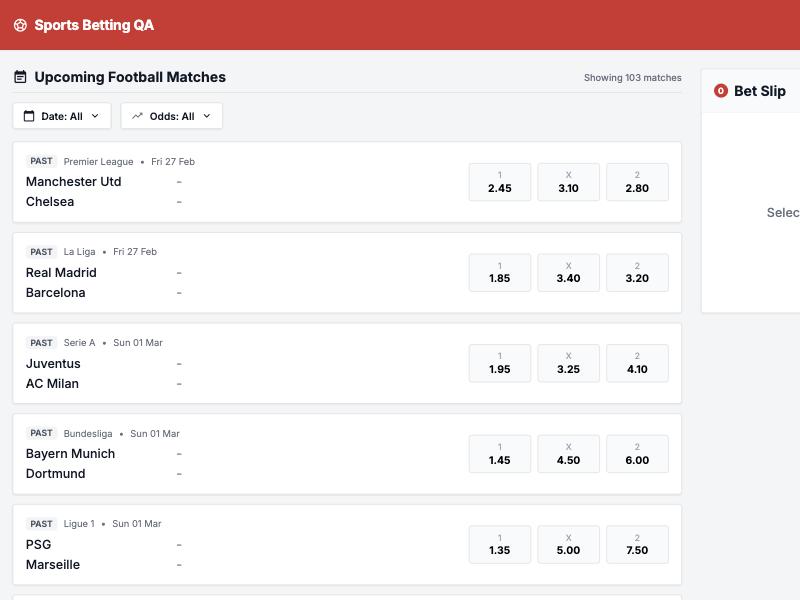 Sports Betting QA
Upcoming Football Matches
Showing 103 matches
Date: All
Odds: All
PAST Premier League • Fri 27 Feb
Manchester Utd -
Chelsea -
1 X 2
2.45 3.10 2.80
PAST La Liga • Fri 27 Feb
Real Madrid -
Barcelona -
1 X 2
1.85 3.40 3.20
PAST Serie A • Sun 01 Mar
Juventus -
AC Milan -
1 X 2
1.95 3.25 4.10
PAST Bundesliga • Sun 01 Mar
Bayern Munich -
Dortmund -
1 X 2
1.45 4.50 6.00
PAST Ligue 1 • Sun 01 Mar
PSG -
Marseille -
1 X 2
1.35 5.00 7.50
0 Bet Slip
Selec